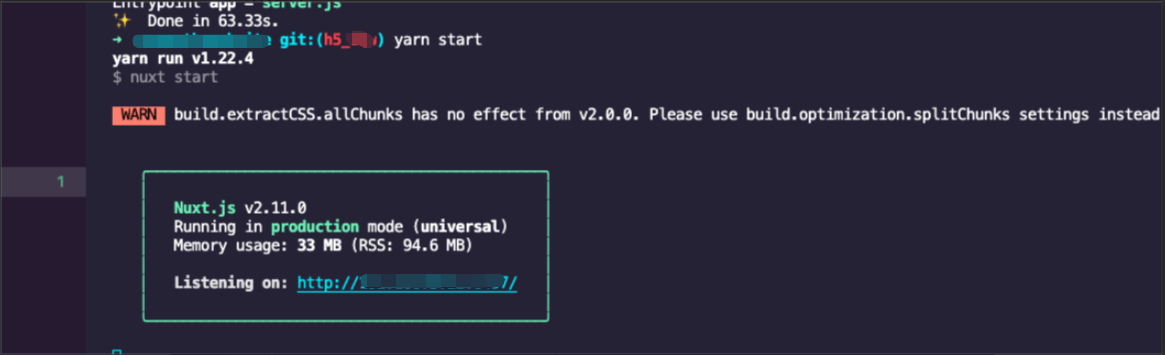 Entrypoint app = server.js
✨ Done in 63.33s.
➜ git:(h5_ ) yarn start
yarn run v1.22.4
$ nuxt start
WARN build.extractCSS.allChunks has no effect from v2.0.0. Please use build.optimization.splitChunks settings instead
1
Nuxt.js v2.11.0
Running in production mode (universal)
Memory usage: 33 MB (RSS: 94.6 MB)
Listening on: http:// 7/